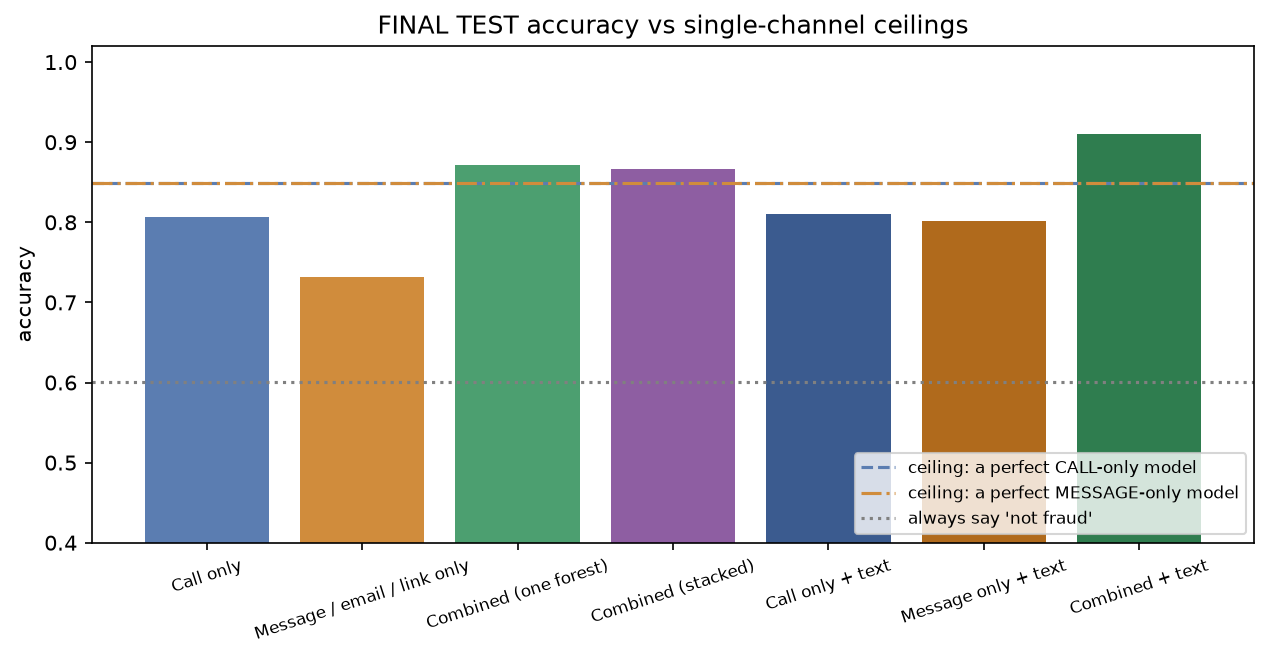 FINAL TEST accuracy vs single-channel ceilings
accuracy
1.0
0.9
0.8
0.7
0.6
0.5
0.4
ceiling: a perfect CALL-only model
ceiling: a perfect MESSAGE-only model
always say 'not fraud'
Call only
Message / email / link only
Combined (one forest)
Combined (stacked)
Call only + text
Message only + text
Combined + text